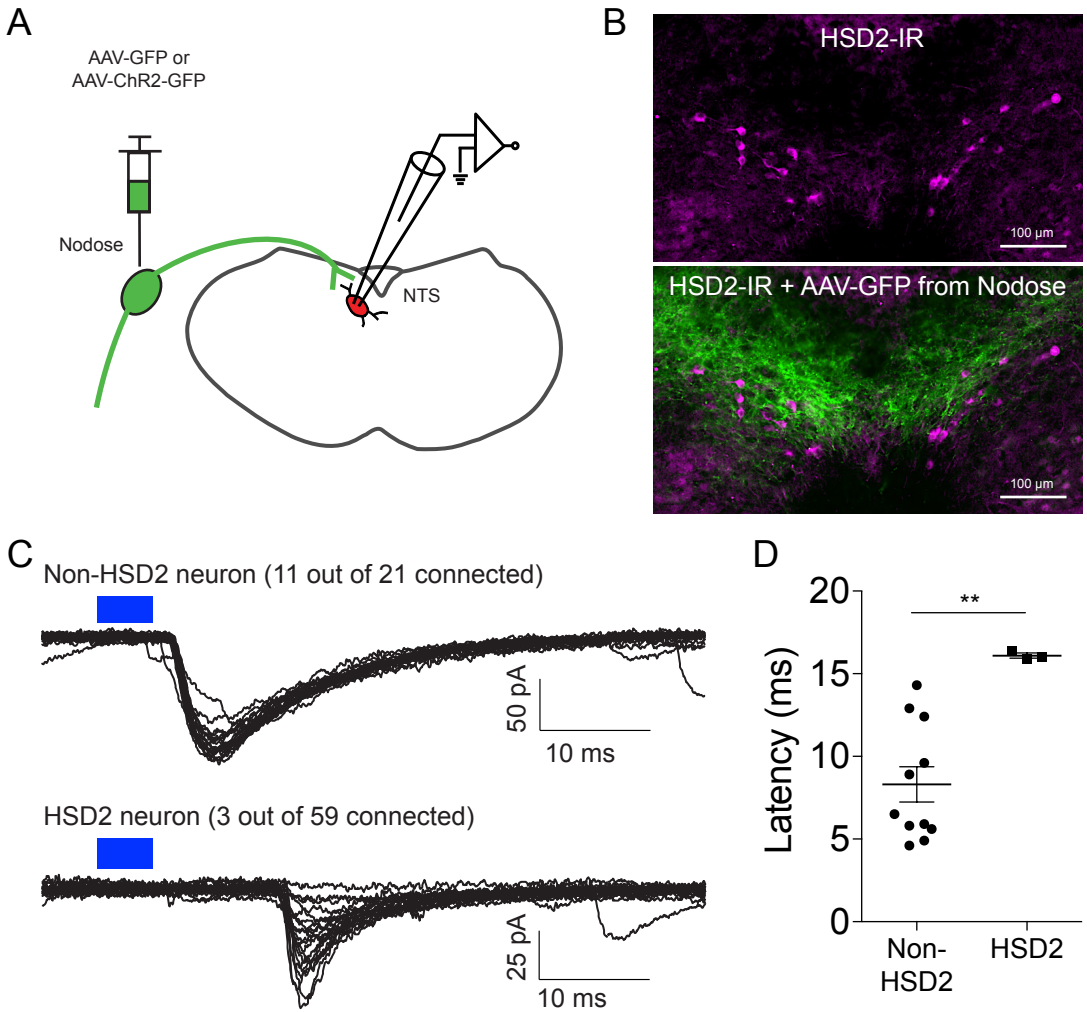 A
AAV-GFP or
AAV-ChR2-GFP
Nodose
NTS
B
HSD2-IR
100 µm
HSD2-IR + AAV-GFP from Nodose
100 µm
C
Non-HSD2 neuron (11 out of 21 connected)
50 pA
10 ms
HSD2 neuron (3 out of 59 connected)
25 pA
10 ms
D
**
Latency (ms)
20
15
10
5
0
Non-
HSD2
HSD2